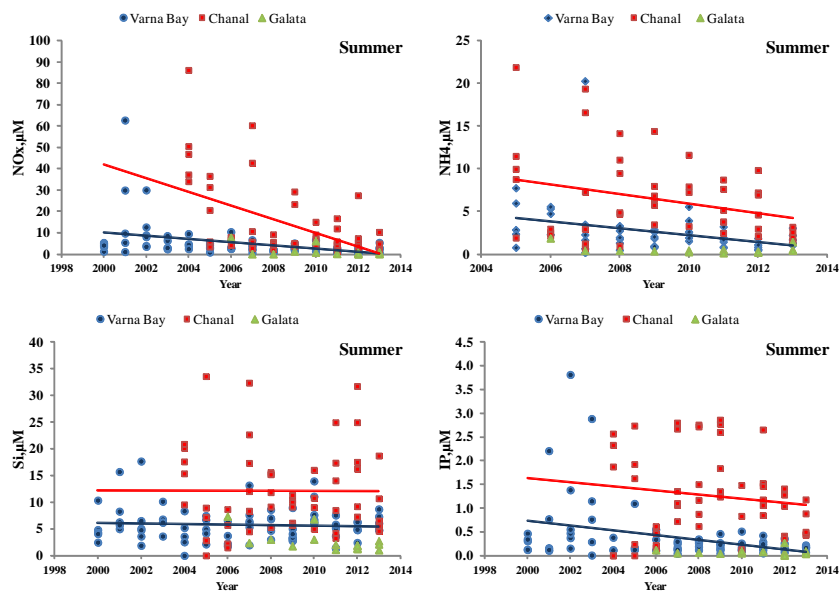 Varna Bay Chanal Galata
Summer
NOx,µM
100
90
80
70
60
50
40
30
20
10
0
1998 2000 2002 2004 2006 2008 2010 2012 2014
Year
Varna Bay Chanal Galata
Summer
NH4,µM
25
20
15
10
5
0
2004 2006 2008 2010 2012 2014
Year
Varna Bay Chanal Galata
Summer
Si,µM
40
35
30
25
20
15
10
5
0
1998 2000 2002 2004 2006 2008 2010 2012 2014
Year
Varna Bay Chanal Galata
Summer
IP,µM
4.5
4.0
3.5
3.0
2.5
2.0
1.5
1.0
0.5
0.0
1998 2000 2002 2004 2006 2008 2010 2012 2014
Year